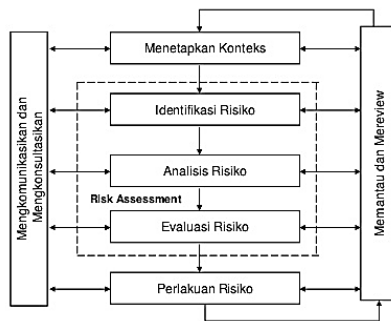 Menetapkan Konteks
Identifikasi Risiko
Analisis Risiko
Risk Assessment
Evaluasi Risiko
Perlakuan Risiko
Mengkomunikasikan dan
Mengkonsultasikan
Memantau dan Mereview